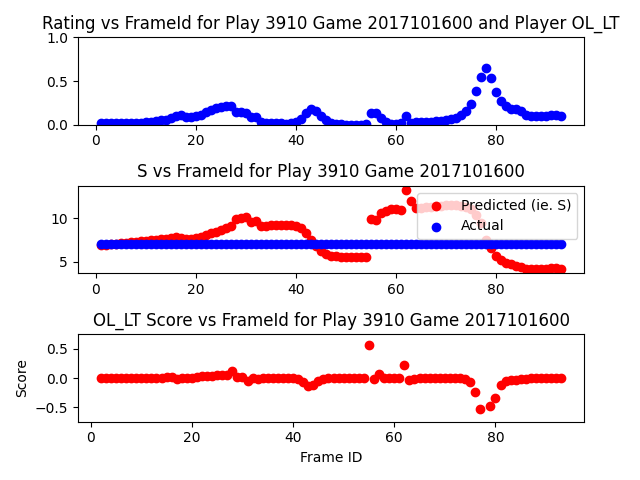 Rating vs FrameId for Play 3910 Game 2017101600 and Player OL_LT
1.0
0.5
0.0
0 20 40 60 80
S vs FrameId for Play 3910 Game 2017101600
10
5
Predicted (ie. S)
Actual
0 20 40 60 80
OL_LT Score vs FrameId for Play 3910 Game 2017101600
Score
0.5
0.0
−0.5
0 20 40 60 80
Frame ID